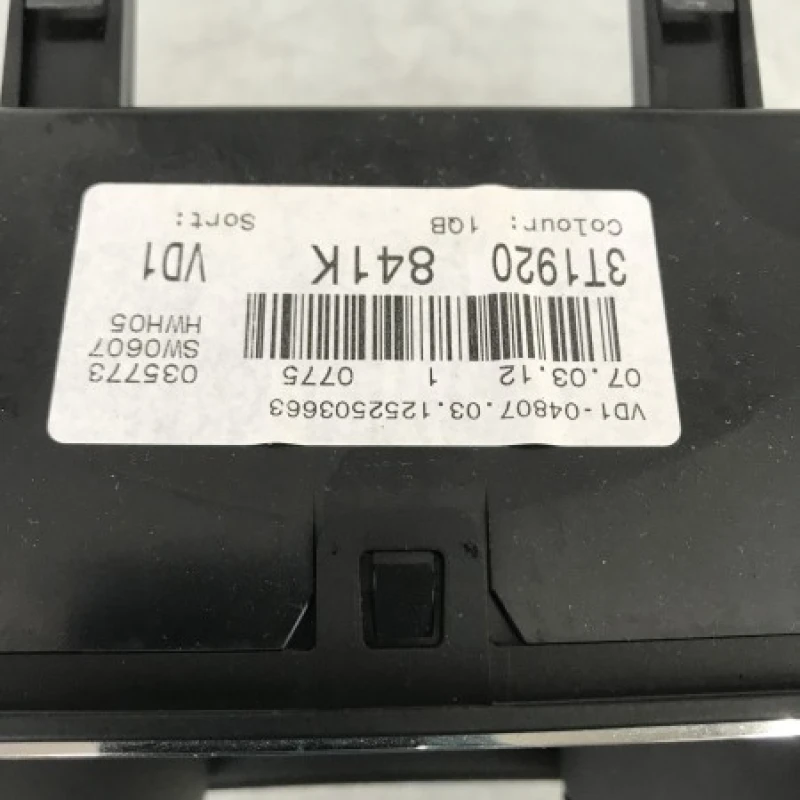 VD1-04807.03.1252503663
07.03.12 1 0775 035773
SW0607
HWH05
3T1920 841K VD1
Colour: 1QB Sort: